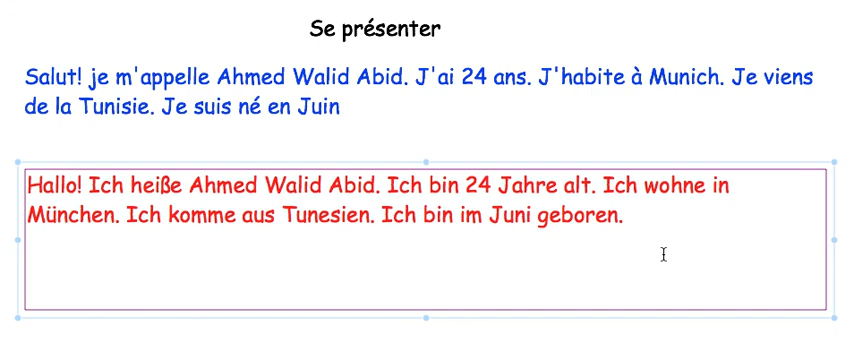 Se présenter
Salut! je m'appelle Ahmed Walid Abid. J'ai 24 ans. J'habite à Munich. Je viens
de la Tunisie. Je suis né en Juin
Hallo! Ich heiße Ahmed Walid Abid. Ich bin 24 Jahre alt. Ich wohne in
München. Ich komme aus Tunesien. Ich bin im Juni geboren.